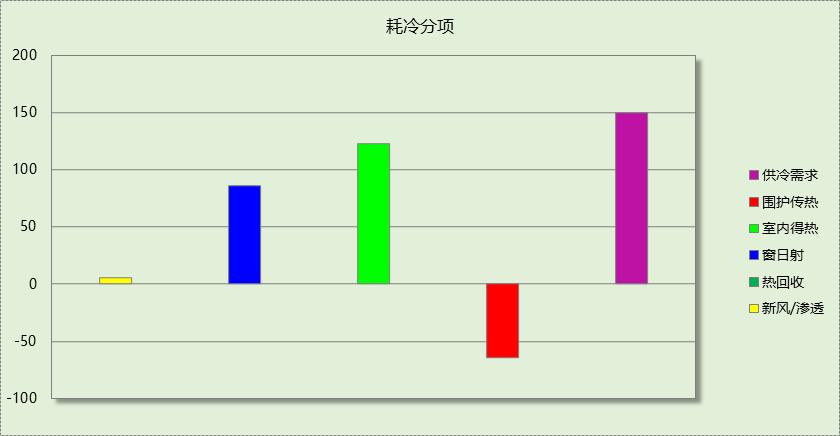 耗冷分项
200
150
100
50
0
-50
-100
供冷需求
围护传热
室内得热
窗日射
热回收
新风/渗透